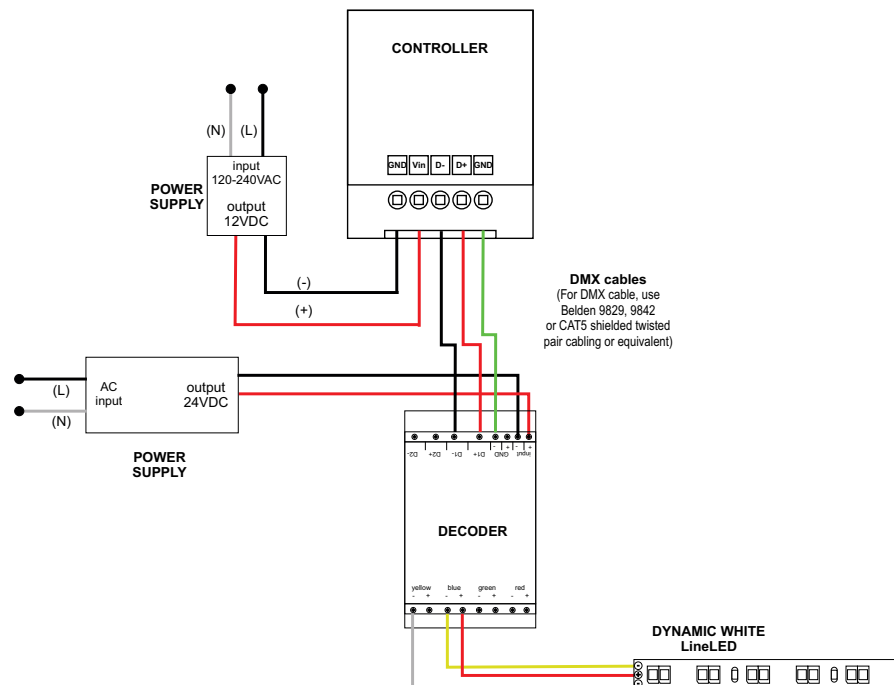 CONTROLLER
GND Vin D- D+ GND
(N) (L)
input
120-240VAC
output
12VDC
POWER
SUPPLY
(-)
(+)
DMX cables
(For DMX cable, use
Belden 9829, 9842
or CAT5 shielded twisted
pair cabling or equivalent)
(L)
(N)
AC
input
output
24VDC
POWER
SUPPLY
- + - +
D2- D2+ D1- D1+ GND input
DECODER
yellow blue green red
- + - + - + - +
DYNAMIC WHITE
LineLED